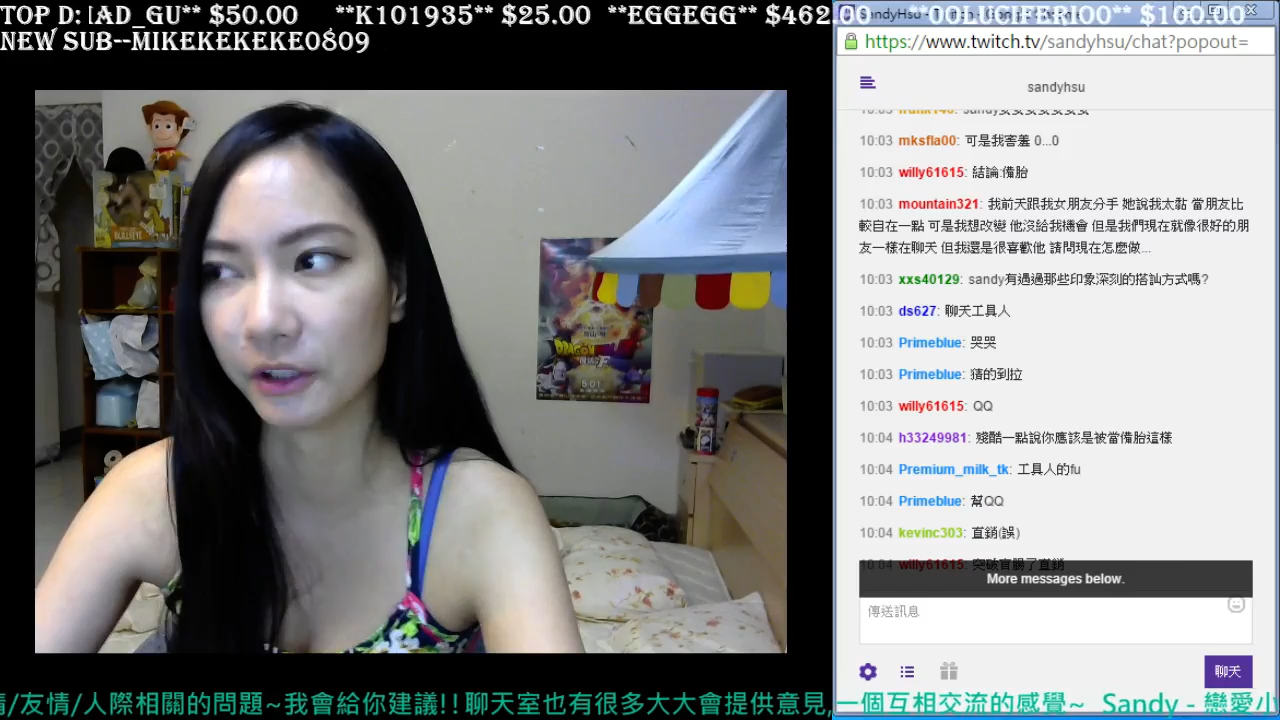 TOP D: AD_GU** $50.00 **K101935** $25.00 **EGGEGG** $462.00 **OOLUCIFERIOO** $100.00
NEW SUB--MIKEKEKEKE0809
https://www.twitch.tv/sandyhsu/chat?popout=
sandyhsu
10:03 mksfla00: 可是我害羞 0...0
10:03 willy61615: 結論:備胎
10:03 mountain321: 我前天跟我女朋友分手 她說我太黏 當朋友比
較自在一點 可是我想改變 他沒給我機會 但是我們現在就像很好的朋
友一樣在聊天 但我還是很喜歡他 請問現在怎麼做...
10:03 xxs40129: sandy有遇過那些印象深刻的搭訕方式嗎?
10:03 ds627: 聊天工具人
10:03 Primeblue: 哭哭
10:03 Primeblue: 猜的到拉
10:03 willy61615: QQ
10:04 h33249981: 殘酷一點說你應該是被當備胎這樣
10:04 Premium_milk_tk: 工具人的fu
10:04 Primeblue: 幫QQ
10:04 kevinc303: 直銷(誤)
10:04 willy61615:
More messages below.
傳送訊息
聊天
DRAGON BALL
BULLSEYE
情/友情/人際相關的問題~我會給你建議!!聊天室也有很多大大會提供意見,一個互相交流的感覺~ Sandy - 戀愛小